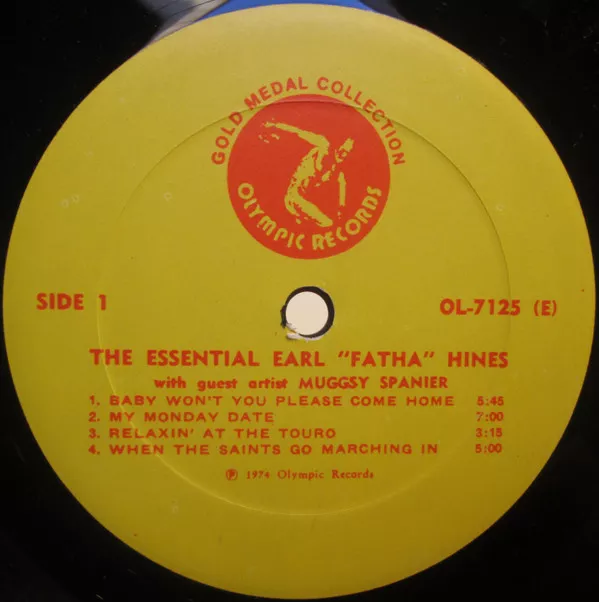 GOLD MEDAL COLLECTION
OLYMPIC RECORDS
SIDE 1
OL-7125 (E)
THE ESSENTIAL EARL "FATHA" HINES
with guest artist MUGGSY SPANIER
1. BABY WON'T YOU PLEASE COME HOME 5:45
2. MY MONDAY DATE 7:00
3. RELAXIN' AT THE TOURO 3:15
4. WHEN THE SAINTS GO MARCHING IN 5:00
℗ 1974 Olympic Records